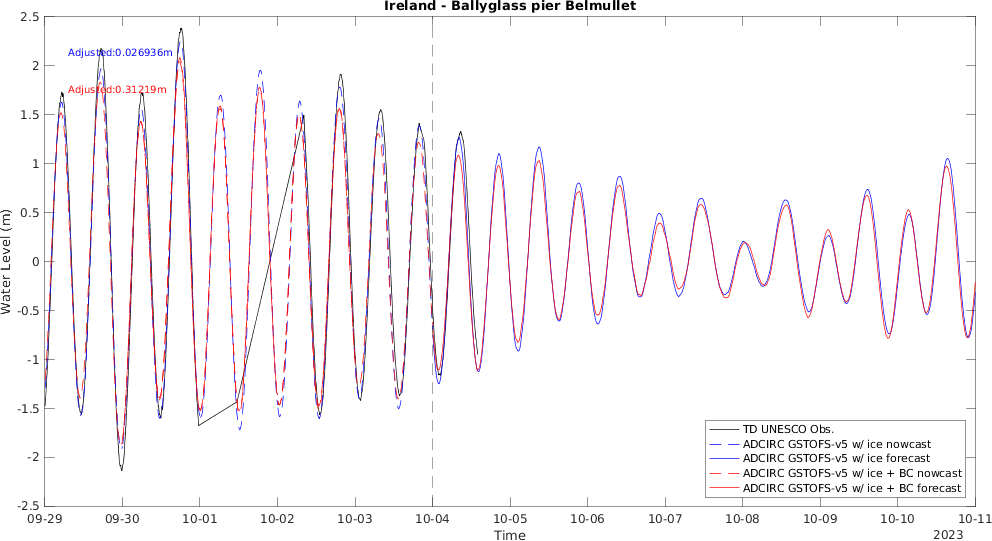 Ireland - Ballyglass pier Belmullet
2.5
2
1.5
1
0.5
0
-0.5
-1
-1.5
-2
-2.5
Water Level (m)
Adjusted:0.026936m
Adjusted:0.31219m
TD UNESCO Obs.
ADCIRC GSTOFS-v5 w/ ice nowcast
ADCIRC GSTOFS-v5 w/ ice forecast
ADCIRC GSTOFS-v5 w/ ice + BC nowcast
ADCIRC GSTOFS-v5 w/ ice + BC forecast
09-29 09-30 10-01 10-02 10-03 10-04 10-05 10-06 10-07 10-08 10-09 10-10 10-11
Time
2023